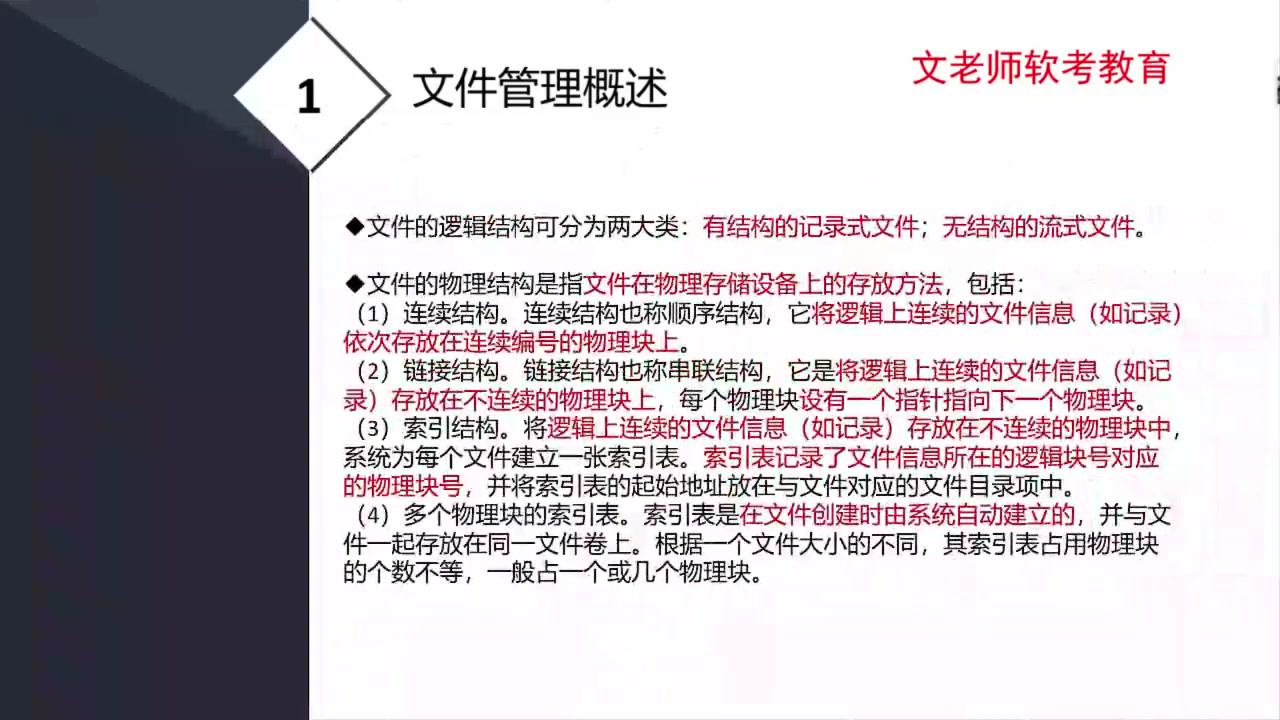 1
文件管理概述
文老师软考教育
◆文件的逻辑结构可分为两大类：有结构的记录式文件；无结构的流式文件。
◆文件的物理结构是指文件在物理存储设备上的存放方法，包括：
（1）连续结构。连续结构也称顺序结构，它将逻辑上连续的文件信息（如记录）
依次存放在连续编号的物理块上。
（2）链接结构。链接结构也称串联结构，它是将逻辑上连续的文件信息（如记
录）存放在不连续的物理块上，每个物理块设有一个指针指向下一个物理块。
（3）索引结构。将逻辑上连续的文件信息（如记录）存放在不连续的物理块中，
系统为每个文件建立一张索引表。索引表记录了文件信息所在的逻辑块号对应
的物理块号，并将索引表的起始地址放在与文件对应的文件目录项中。
（4）多个物理块的索引表。索引表是在文件创建时由系统自动建立的，并与文
件一起存放在同一文件卷上。根据一个文件大小的不同，其索引表占用物理块
的个数不等，一般占一个或几个物理块。